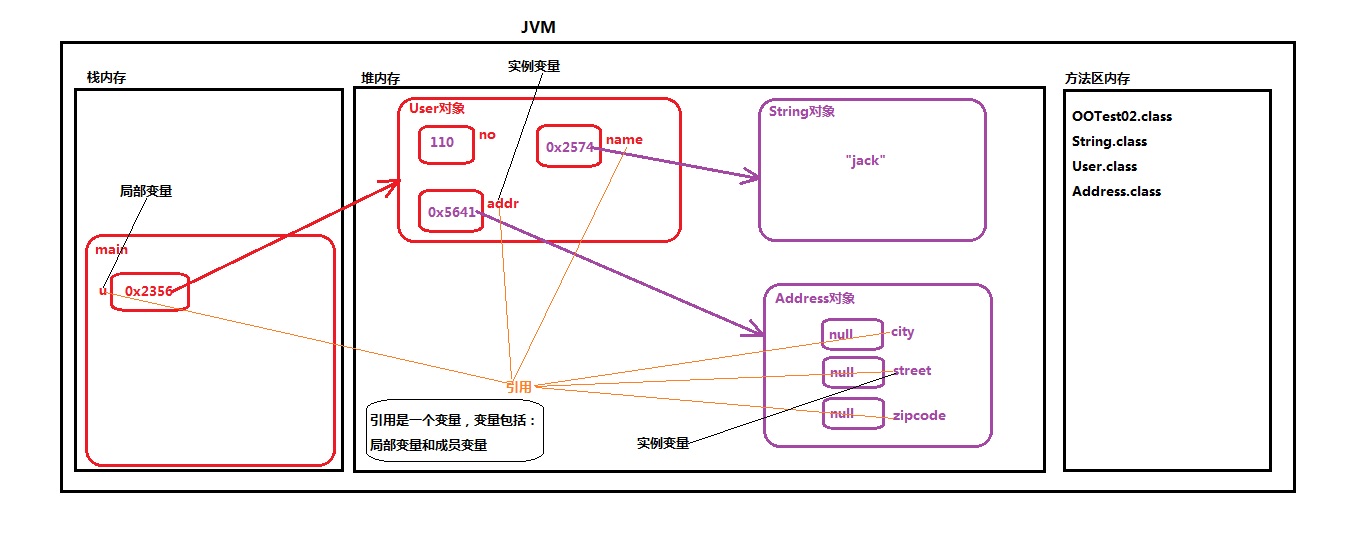 JVM
栈内存
局部变量
main
u
0x2356
堆内存
实例变量
User对象
110
no
0x2574
name
0x5641
addr
String对象
"jack"
Address对象
null
city
null
street
null
zipcode
引用
引用是一个变量，变量包括：
局部变量和成员变量
实例变量
方法区内存
OOTest02.class
String.class
User.class
Address.class